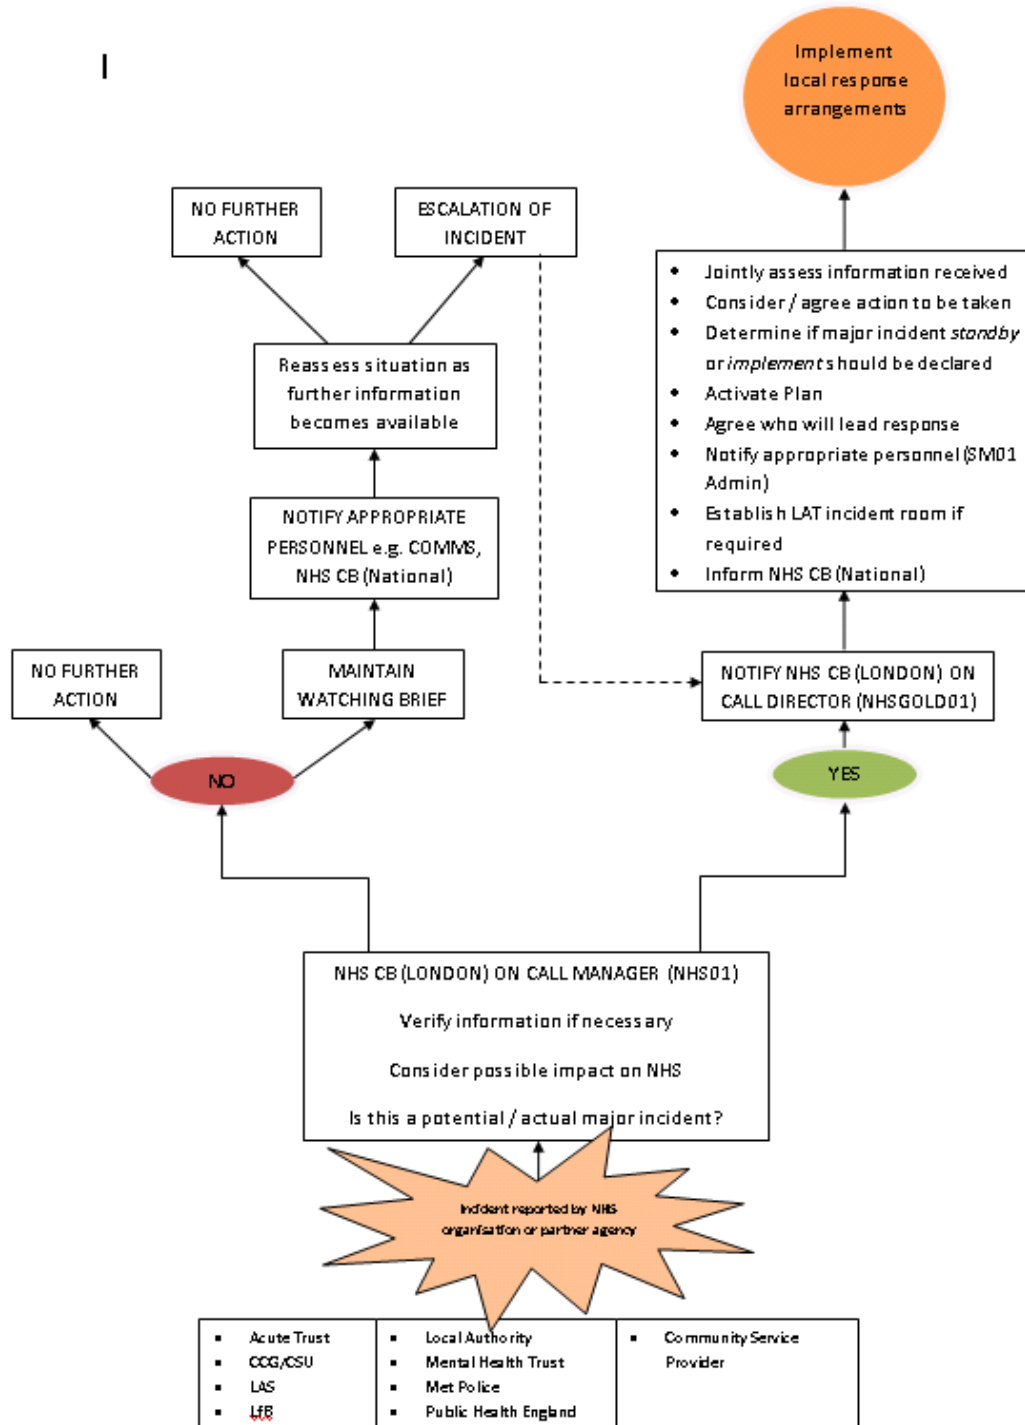 I
Implement
local response
arrangements
NO FURTHER
ACTION
ESCALATION OF
INCIDENT
• Jointly assess information received
• Consider / agree action to be taken
• Determine if major incident standby
or implement should be declared
• Activate Plan
• Agree who will lead response
• Notify appropriate personnel (SM01
Admin)
• Establish LAT incident room if
required
• Inform NHS CB (National)
Reassess situation as
further information
becomes available
NOTIFY APPROPRIATE
PERSONNEL e.g. COMMS,
NHS CB (National)
NO FURTHER
ACTION
MAINTAIN
WATCHING BRIEF
NOTIFY NHS CB (LONDON) ON
CALL DIRECTOR (NHSGOLD01)
NO
YES
NHS CB (LONDON) ON CALL MANAGER (NHS01)
Verify information if necessary
Consider possible impact on NHS
Is this a potential / actual major incident?
Incident reported by NHS
organisation or partner agency
▪ Acute Trust
▪ CCG/CSU
▪ LAS
▪ LfB
▪ Local Authority
▪ Mental Health Trust
▪ Met Police
▪ Public Health England
▪ Community Service
Provider